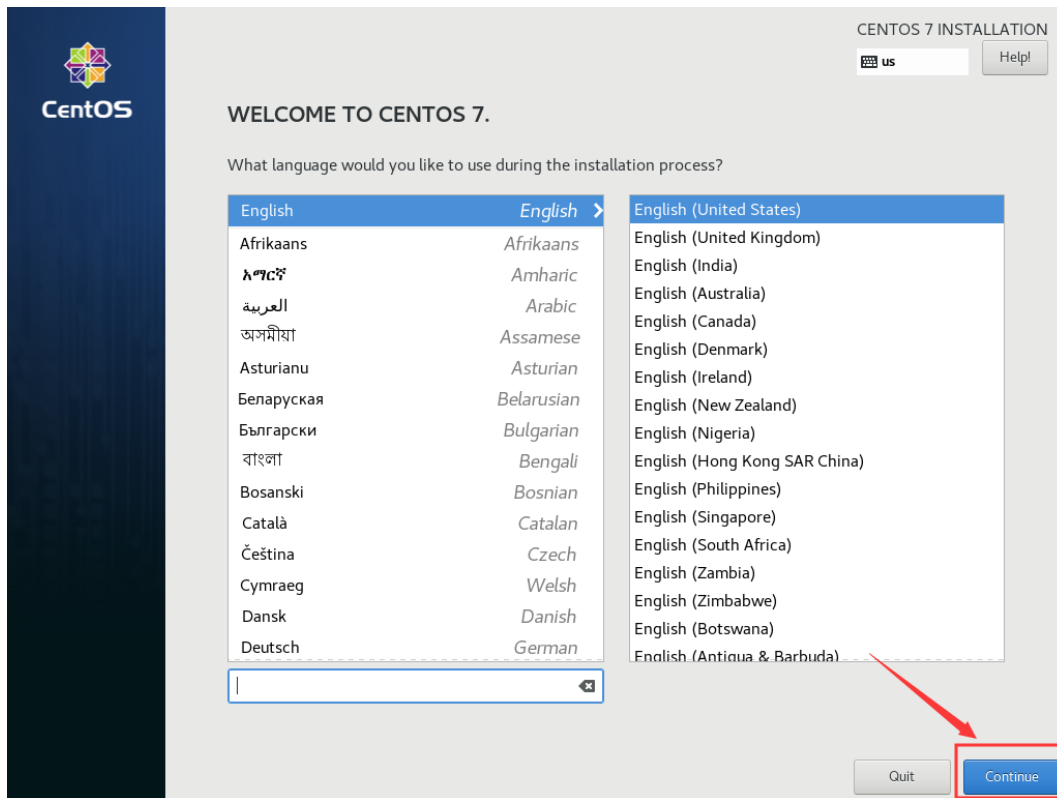 CentOS
CENTOS 7 INSTALLATION
us
Help!
WELCOME TO CENTOS 7.
What language would you like to use during the installation process?
English English
Afrikaans Afrikaans
አማርኛ Amharic
العربية Arabic
অসমীয়া Assamese
Asturianu Asturian
Беларуская Belarusian
Български Bulgarian
বাংলা Bengali
Bosanski Bosnian
Català Catalan
Čeština Czech
Cymraeg Welsh
Dansk Danish
Deutsch German
English (United States)
English (United Kingdom)
English (India)
English (Australia)
English (Canada)
English (Denmark)
English (Ireland)
English (New Zealand)
English (Nigeria)
English (Hong Kong SAR China)
English (Philippines)
English (Singapore)
English (South Africa)
English (Zambia)
English (Zimbabwe)
English (Botswana)
English (Antigua & Barbuda)
Quit
Continue